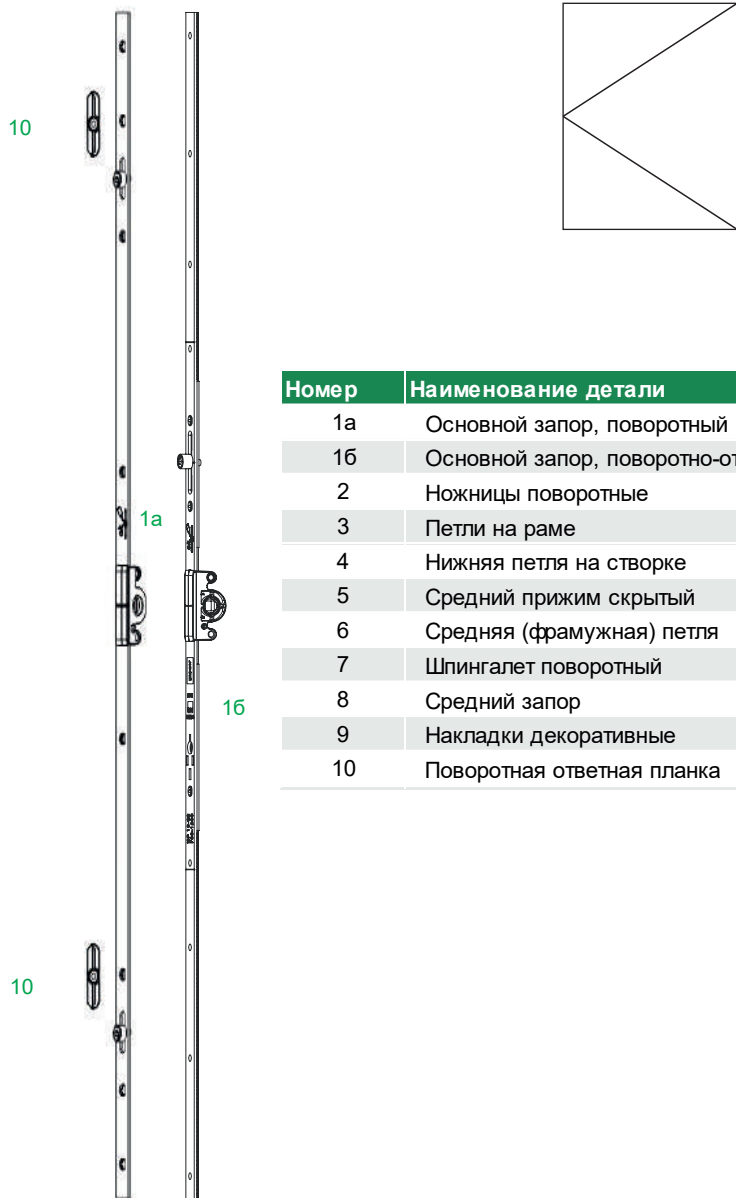 10
1а
1б
10
Номер Наименование детали
1а Основной запор, поворотный
1б Основной запор, поворотно-от
2 Ножницы поворотные
3 Петли на раме
4 Нижняя петля на створке
5 Средний прижим скрытый
6 Средняя (фрамужная) петля
7 Шпингалет поворотный
8 Средний запор
9 Накладки декоративные
10 Поворотная ответная планка